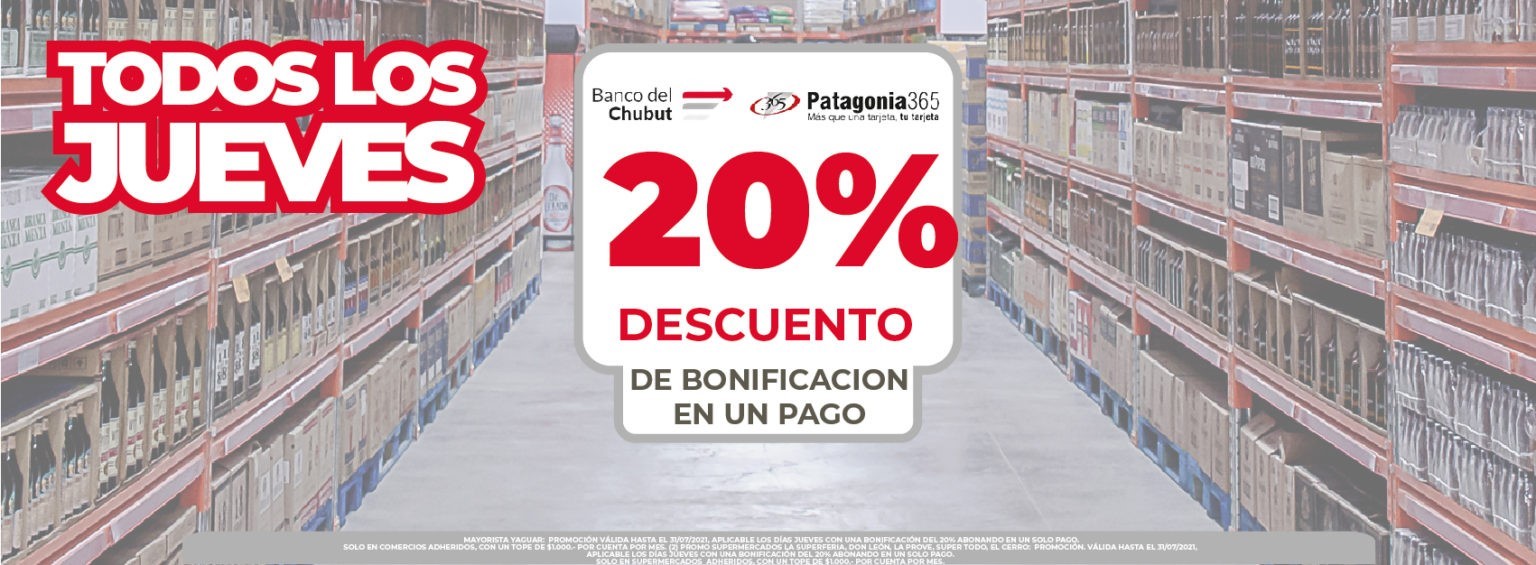 TODOS LOS
JUEVES
Banco del
Chubut
365
Patagonia365
Más que una tarjeta, tu tarjeta
20%
DESCUENTO
DE BONIFICACION
EN UN PAGO
BRANCA
MENTA
MAYORISTA YAGUAR: PROMOCIÓN VÁLIDA HASTA EL 31/07/2021, APLICABLE LOS DÍAS JUEVES CON UNA BONIFICACIÓN DEL 20% ABONANDO EN UN SOLO PAGO.
SOLO EN COMERCIOS ADHERIDOS, CON UN TOPE DE $1.000.- POR CUENTA POR MES. (2) PROMO SUPERMERCADOS LA SUPERFERIA, DON LEÓN, LA PROVE, SUPER TODO, EL CERRO: PROMOCIÓN. VÁLIDA HASTA EL 31/07/2021,
APLICABLE LOS DÍAS JUEVES CON UNA BONIFICACIÓN DEL 20% ABONANDO EN UN SOLO PAGO.
SOLO EN SUPERMERCADOS ADHERIDOS, CON UN TOPE DE $1.000.- POR CUENTA POR MES.